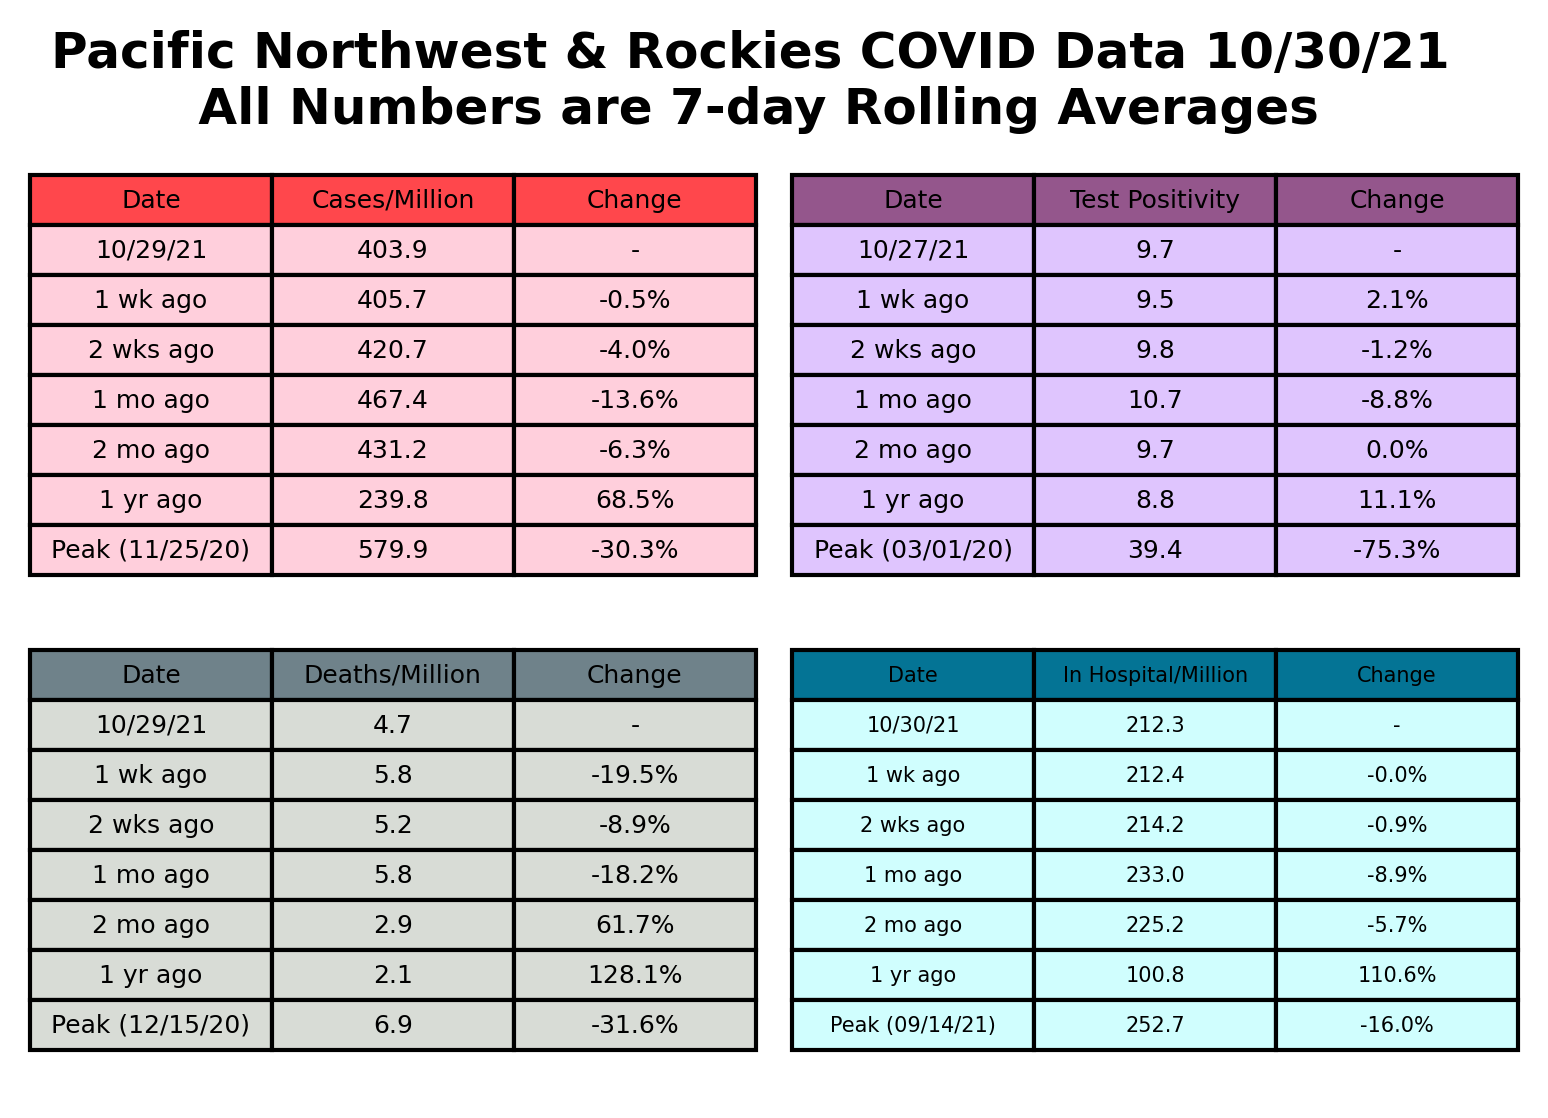 Pacific Northwest & Rockies COVID Data 10/30/21
All Numbers are 7-day Rolling Averages
Date Cases/Million Change
10/29/21 403.9 -
1 wk ago 405.7 -0.5%
2 wks ago 420.7 -4.0%
1 mo ago 467.4 -13.6%
2 mo ago 431.2 -6.3%
1 yr ago 239.8 68.5%
Peak (11/25/20) 579.9 -30.3%
Date Test Positivity Change
10/27/21 9.7 -
1 wk ago 9.5 2.1%
2 wks ago 9.8 -1.2%
1 mo ago 10.7 -8.8%
2 mo ago 9.7 0.0%
1 yr ago 8.8 11.1%
Peak (03/01/20) 39.4 -75.3%
Date Deaths/Million Change
10/29/21 4.7 -
1 wk ago 5.8 -19.5%
2 wks ago 5.2 -8.9%
1 mo ago 5.8 -18.2%
2 mo ago 2.9 61.7%
1 yr ago 2.1 128.1%
Peak (12/15/20) 6.9 -31.6%
Date In Hospital/Million Change
10/30/21 212.3 -
1 wk ago 212.4 -0.0%
2 wks ago 214.2 -0.9%
1 mo ago 233.0 -8.9%
2 mo ago 225.2 -5.7%
1 yr ago 100.8 110.6%
Peak (09/14/21) 252.7 -16.0%